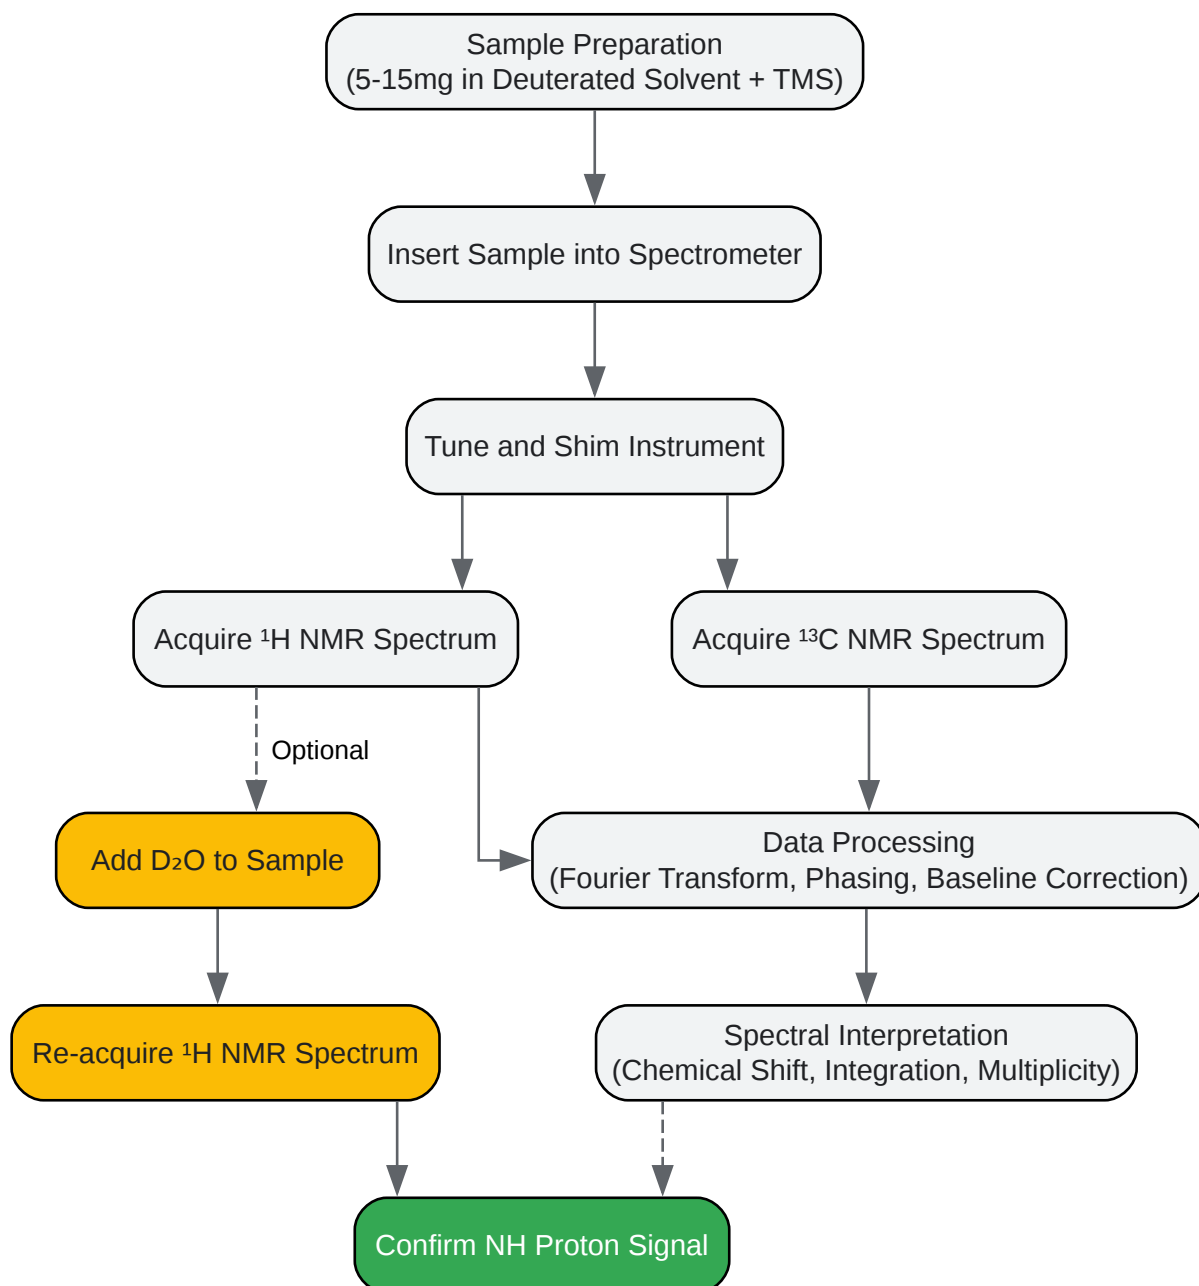 Sample Preparation
(5-15mg in Deuterated Solvent + TMS)
Insert Sample into Spectrometer
Tune and Shim Instrument
Acquire ¹H NMR Spectrum
Acquire ¹³C NMR Spectrum
Optional
Add D₂O to Sample
Data Processing
(Fourier Transform, Phasing, Baseline Correction)
Re-acquire ¹H NMR Spectrum
Spectral Interpretation
(Chemical Shift, Integration, Multiplicity)
Confirm NH Proton Signal